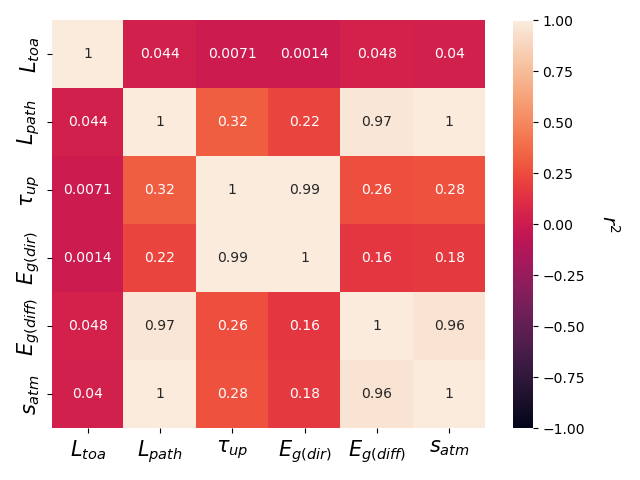 L_toa 1 0.044 0.0071 0.0014 0.048 0.04
L_path 0.044 1 0.32 0.22 0.97 1
τ_up 0.0071 0.32 1 0.99 0.26 0.28
E_g(dir) 0.0014 0.22 0.99 1 0.16 0.18
E_g(diff) 0.048 0.97 0.26 0.16 1 0.96
s_atm 0.04 1 0.28 0.18 0.96 1
L_toa L_path τ_up E_g(dir) E_g(diff) s_atm
1.00
0.75
0.50
0.25
0.00
−0.25
−0.50
−0.75
−1.00
r²